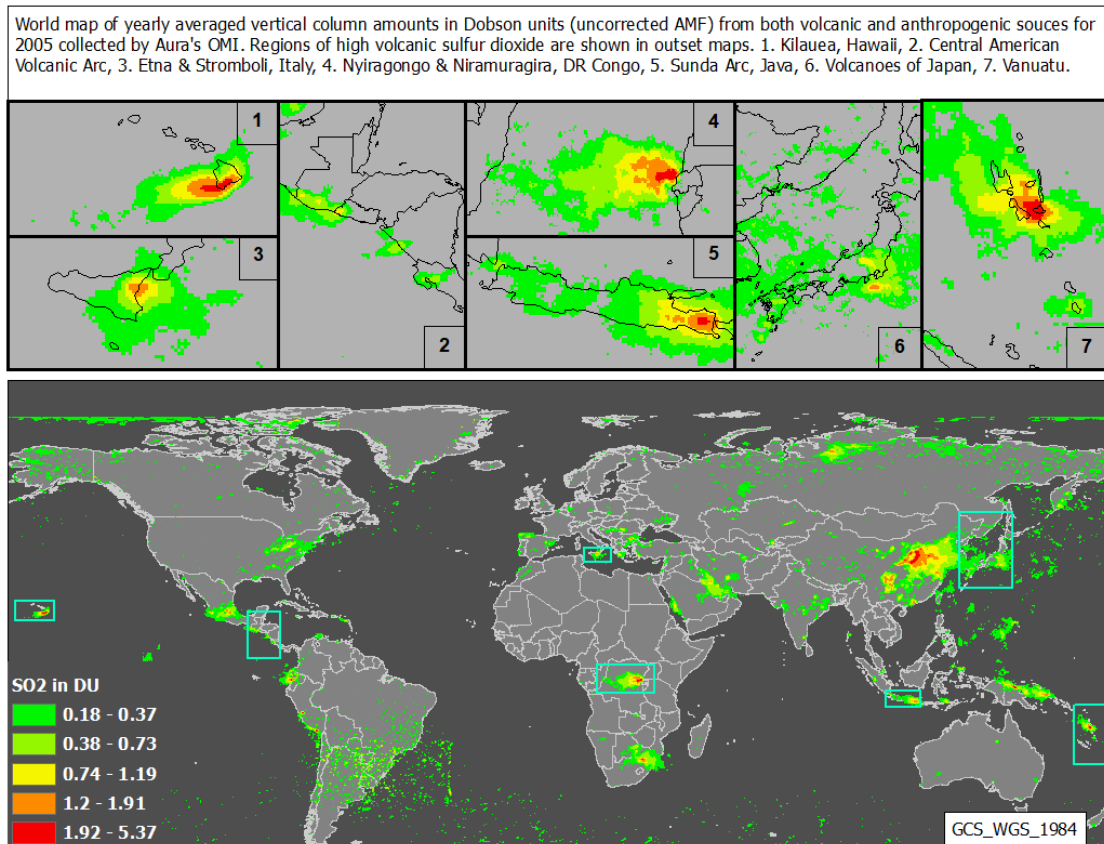 World map of yearly averaged vertical column amounts in Dobson units (uncorrected AMF) from both volcanic and anthropogenic souces for
2005 collected by Aura's OMI. Regions of high volcanic sulfur dioxide are shown in outset maps. 1. Kilauea, Hawaii, 2. Central American
Volcanic Arc, 3. Etna & Stromboli, Italy, 4. Nyiragongo & Niramuragira, DR Congo, 5. Sunda Arc, Java, 6. Volcanoes of Japan, 7. Vanuatu.
1
4
3
5
2
6
7
SO2 in DU
0.18 - 0.37
0.38 - 0.73
0.74 - 1.19
1.2 - 1.91
1.92 - 5.37
GCS_WGS_1984